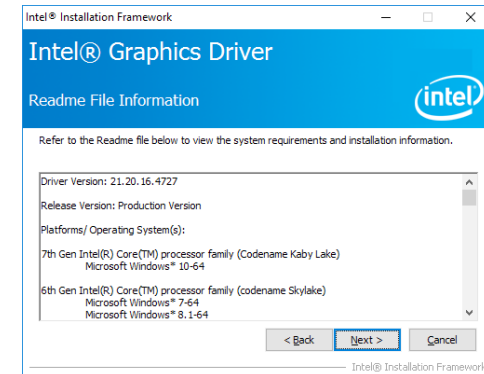 Intel® Installation Framework
Intel® Graphics Driver
Readme File Information
intel
Refer to the Readme file below to view the system requirements and installation information.
Driver Version: 21.20.16.4727
Release Version: Production Version
Platforms/ Operating System(s):
7th Gen Intel(R) Core(TM) processor family (Codename Kaby Lake)
Microsoft Windows* 10-64
6th Gen Intel(R) Core(TM) processor family (codename Skylake)
Microsoft Windows* 7-64
Microsoft Windows* 8.1-64
< Back Next > Cancel
Intel® Installation Framework